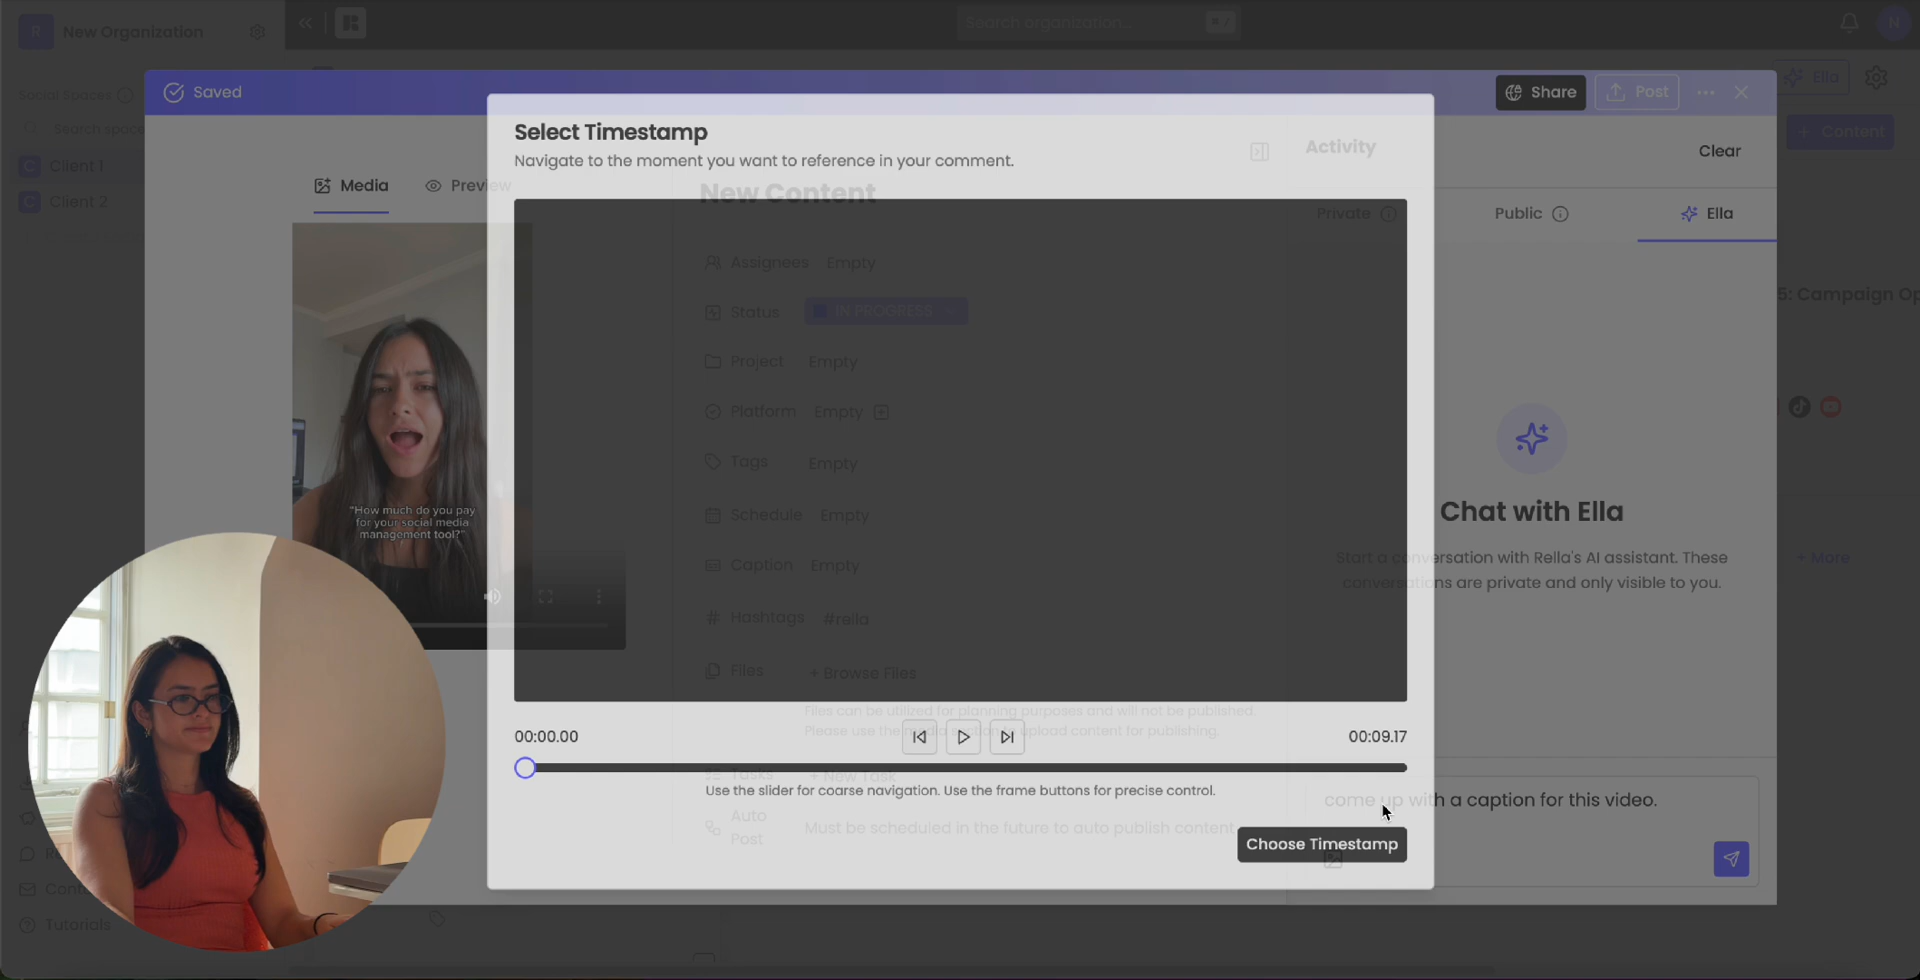 R New Organization
Search organization... ⌘ /
N
Social Spaces
Search space
Client 1
Client 2
Saved
Share
Post
Ella
+ Content
Select Timestamp
Navigate to the moment you want to reference in your comment.
Activity
Clear
Media
Preview
New Content
Private
Public
Ella
Assignees Empty
Status IN PROGRESS
Project Empty
Platform Empty
Tags Empty
Schedule Empty
Caption Empty
Hashtags #rella
Files + Browse Files
Files can be utilized for planning purposes and will not be published.
Please use the media section to upload content for publishing.
"How much do you pay
for your social media
management tool?"
5: Campaign Op
Chat with Ella
Start a conversation with Rella's AI assistant. These
conversations are private and only visible to you.
+ More
00:00.00
00:09.17
Tasks + New Task
Use the slider for coarse navigation. Use the frame buttons for precise control.
come up with a caption for this video.
Auto
Post
Must be scheduled in the future to auto publish content
Choose Timestamp
Tutorials